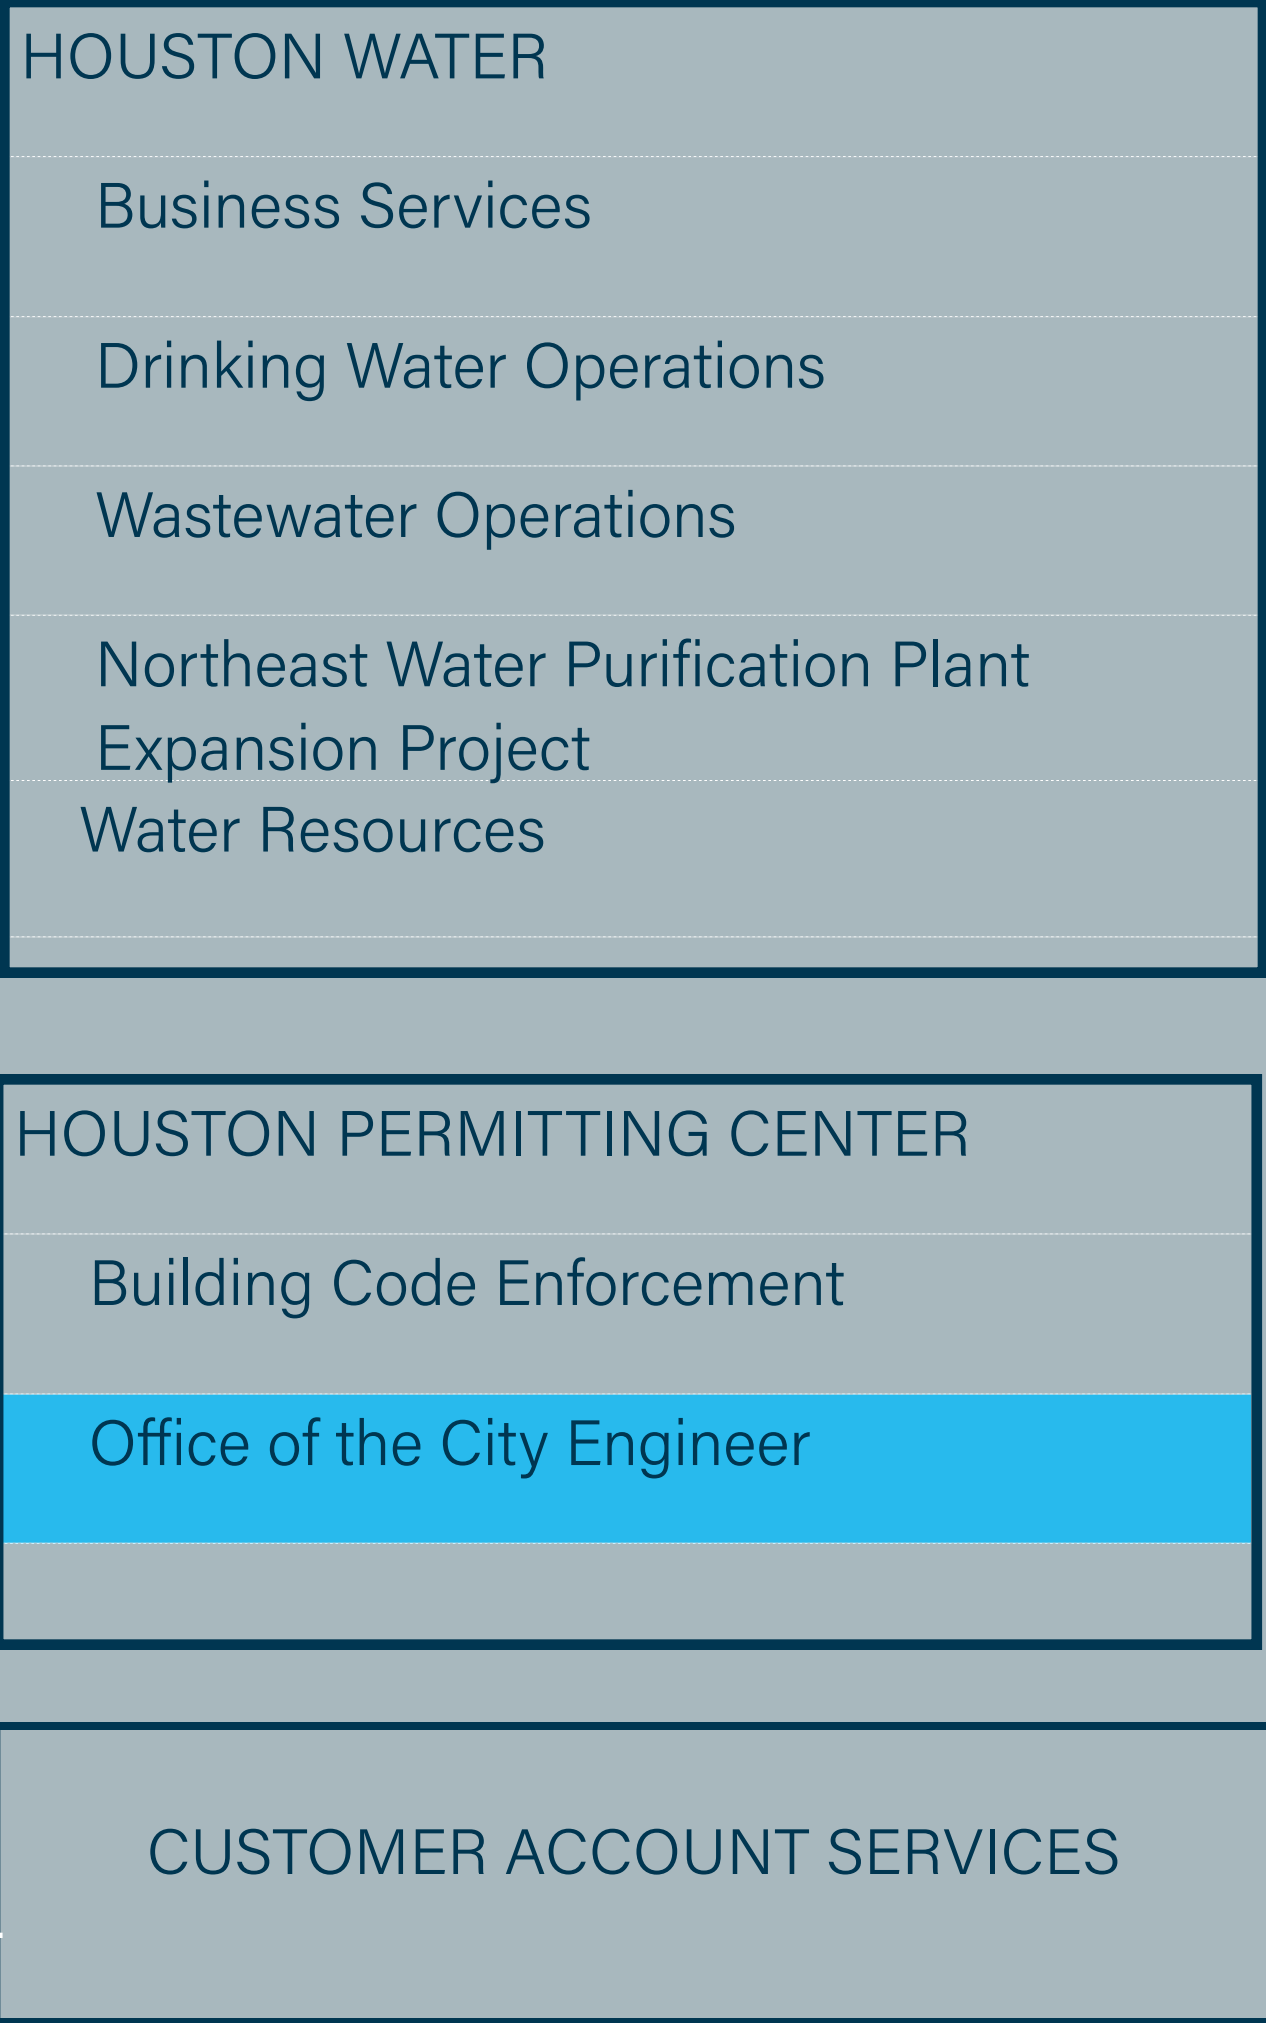 HOUSTON WATER
Business Services
Drinking Water Operations
Wastewater Operations
Northeast Water Purification Plant
Expansion Project
Water Resources
HOUSTON PERMITTING CENTER
Building Code Enforcement
Office of the City Engineer
CUSTOMER ACCOUNT SERVICES